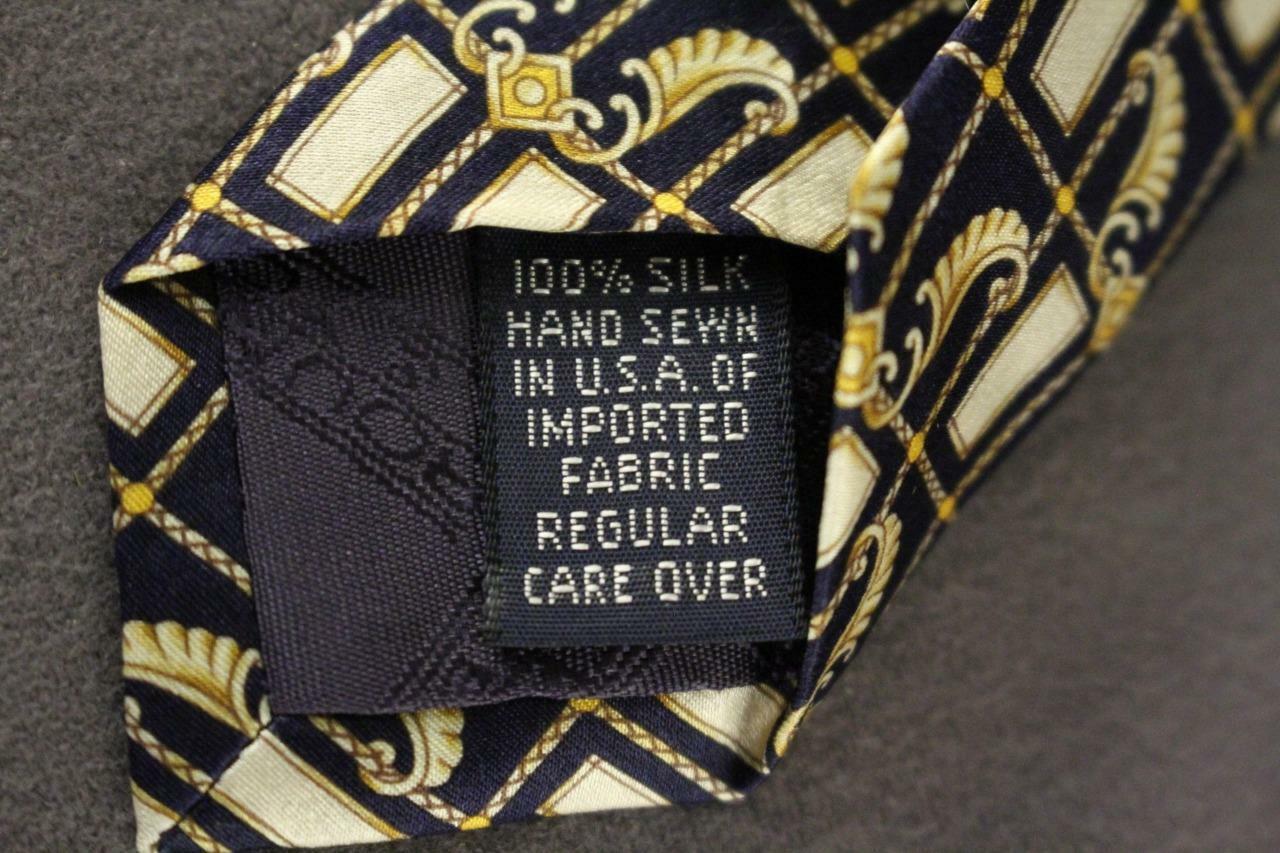 100% SILK
HAND SEWN
IN U.S.A. OF
IMPORTED
FABRIC
REGULAR
CARE OVER